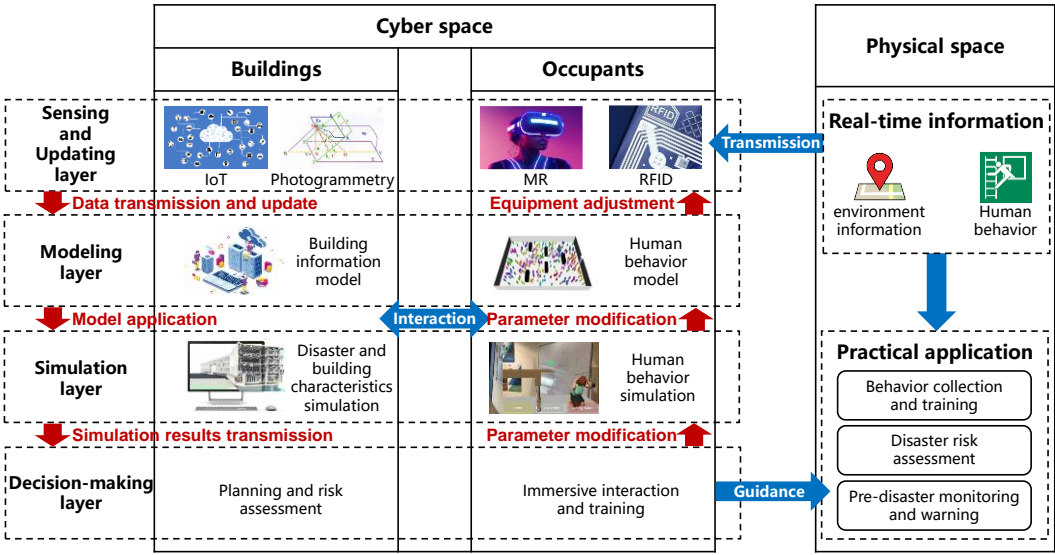 Cyber space
Physical space
Buildings
Occupants
Sensing
and
Updating
layer
IoT
Photogrammetry
MR
RFID
RFID
Transmission
Real-time information
environment
information
Human
behavior
Data transmission and update
Equipment adjustment
Modeling
layer
Building
information
model
Human
behavior
model
Model application
Interaction
Parameter modification
Simulation
layer
Disaster and
building
characteristics
simulation
Human
behavior
simulation
Practical application
Behavior collection
and training
Disaster risk
assessment
Pre-disaster monitoring
and warning
Simulation results transmission
Parameter modification
Decision-making
layer
Planning and risk
assessment
Immersive interaction
and training
Guidance